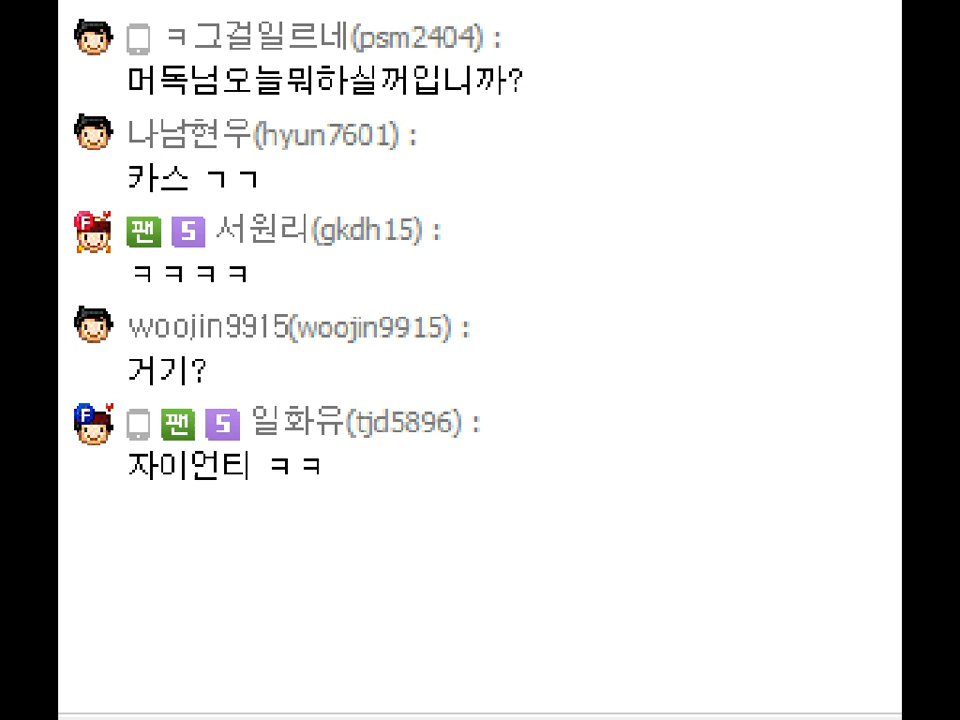 ㅋ그걸일르네(psm2404) :
머독님오늘뭐하실꺼입니까?
나남현우(hyun7601) :
카스 ㄱㄱ
팬 S 서원리(gkdh15) :
ㅋㅋㅋㅋ
woojin9915(woojin9915) :
거기?
F 팬 S 일화유(tjd5896) :
자이언티 ㅋㅋ